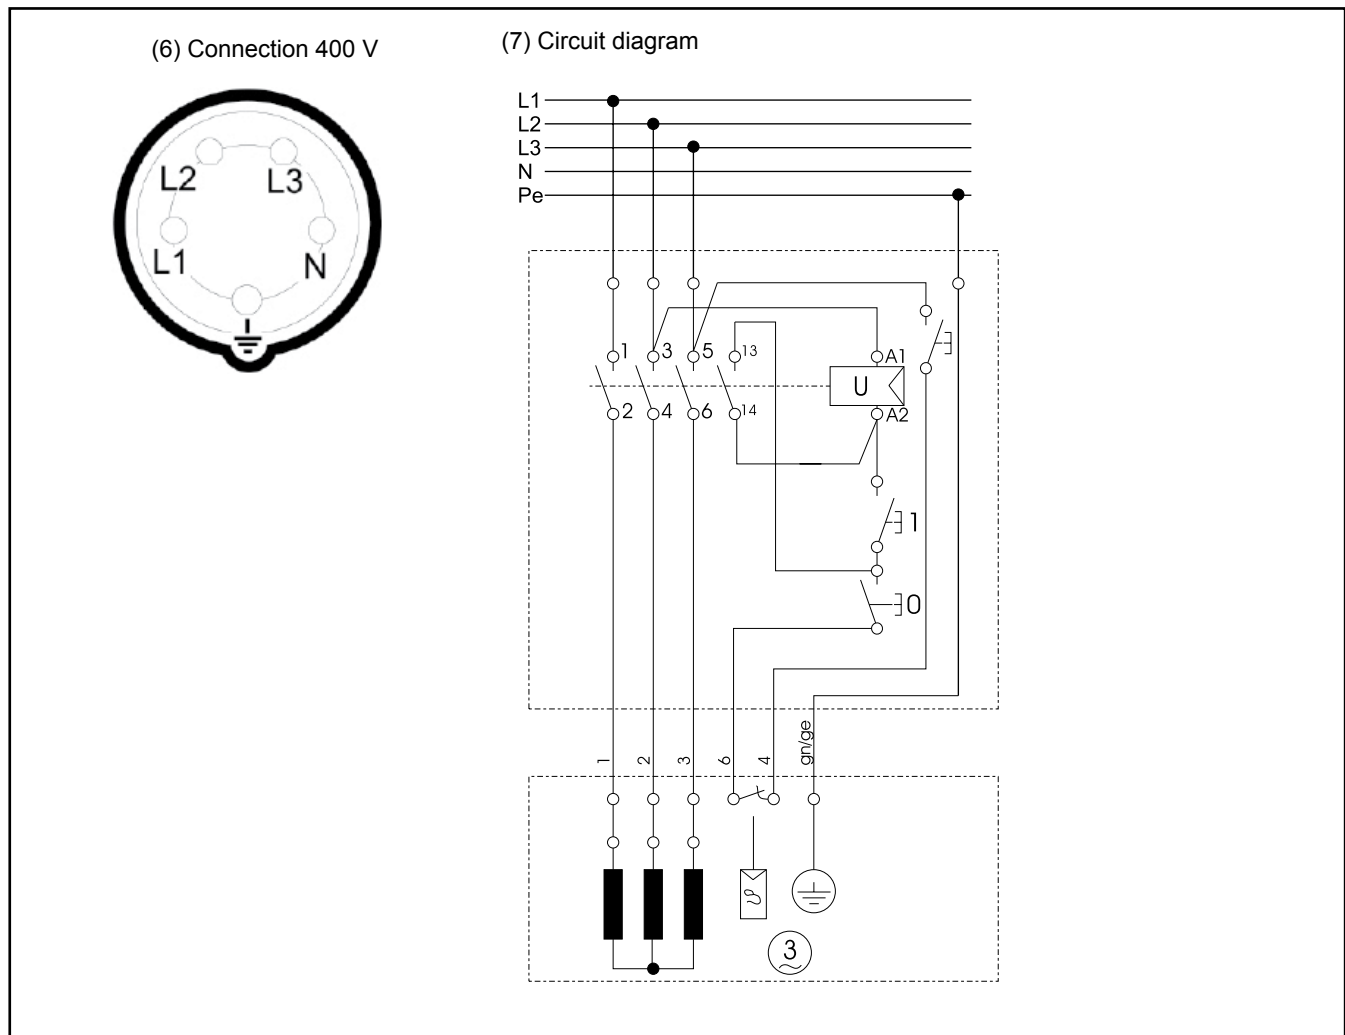 (6) Connection 400 V
L2 L3
L1 N
(7) Circuit diagram
L1
L2
L3
N
Pe
1 3 5 13 A1
U
2 4 6 14 A2
1
0
1 2 3 6 4 gn/ge
ϑ
3
~